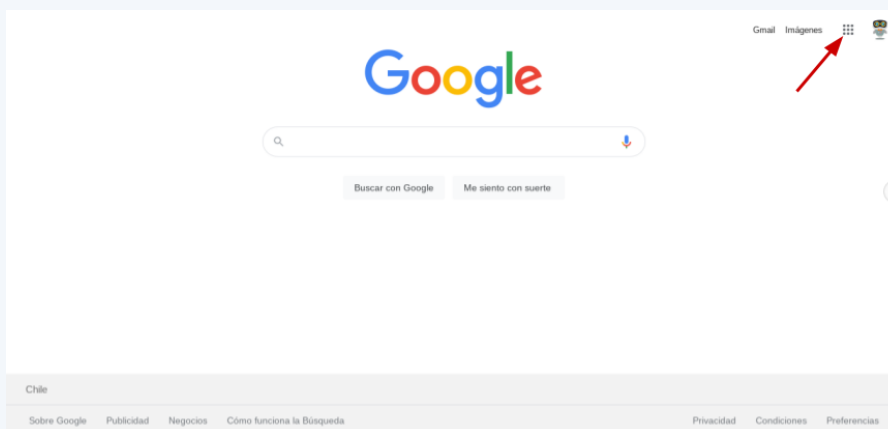 Gmail Imágenes
Google
Buscar con Google Me siento con suerte
Chile
Sobre Google Publicidad Negocios Cómo funciona la Búsqueda Privacidad Condiciones Preferencias